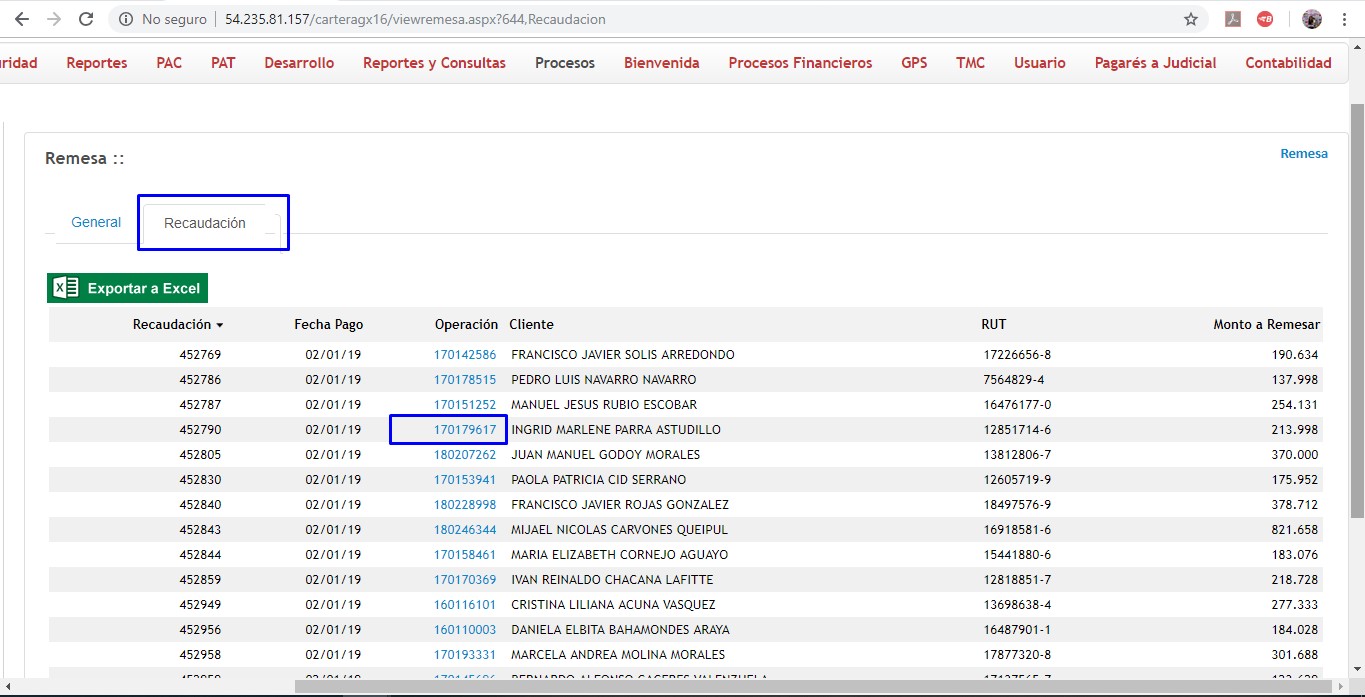 No seguro | 54.235.81.157/carteragx16/viewremesa.aspx?644,Recaudacion
ridad Reportes PAC PAT Desarrollo Reportes y Consultas Procesos Bienvenida Procesos Financieros GPS TMC Usuario Pagarés a Judicial Contabilidad
Remesa :: Remesa
General Recaudación
Exportar a Excel
Recaudación Fecha Pago Operación Cliente RUT Monto a Remesar
452769 02/01/19 170142586 FRANCISCO JAVIER SOLIS ARREDONDO 17226656-8 190.634
452786 02/01/19 170178515 PEDRO LUIS NAVARRO NAVARRO 7564829-4 137.998
452787 02/01/19 170151252 MANUEL JESUS RUBIO ESCOBAR 16476177-0 254.131
452790 02/01/19 170179617 INGRID MARLENE PARRA ASTUDILLO 12851714-6 213.998
452805 02/01/19 180207262 JUAN MANUEL GODOY MORALES 13812806-7 370.000
452830 02/01/19 170153941 PAOLA PATRICIA CID SERRANO 12605719-9 175.952
452840 02/01/19 180228998 FRANCISCO JAVIER ROJAS GONZALEZ 18497576-9 378.712
452843 02/01/19 180246344 MIJAEL NICOLAS CARVONES QUEIPUL 16918581-6 821.658
452844 02/01/19 170158461 MARIA ELIZABETH CORNEJO AGUAYO 15441880-6 183.076
452859 02/01/19 170170369 IVAN REINALDO CHACANA LAFITTE 12818851-7 218.728
452949 02/01/19 160116101 CRISTINA LILIANA ACUNA VASQUEZ 13698638-4 277.333
452956 02/01/19 160110003 DANIELA ELBITA BAHAMONDES ARAYA 16487901-1 184.028
452958 02/01/19 170193331 MARCELA ANDREA MOLINA MORALES 17877320-8 301.688
BERNARDO ALFONSO CACERES VALENZUELA